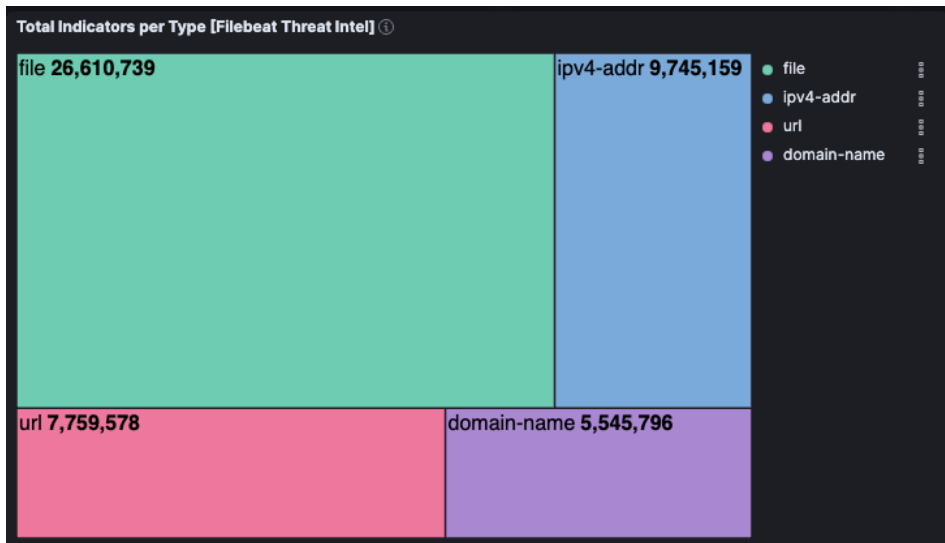 Total Indicators per Type [Filebeat Threat Intel]
file 26,610,739
ipv4-addr 9,745,159
url 7,759,578
domain-name 5,545,796
file
ipv4-addr
url
domain-name